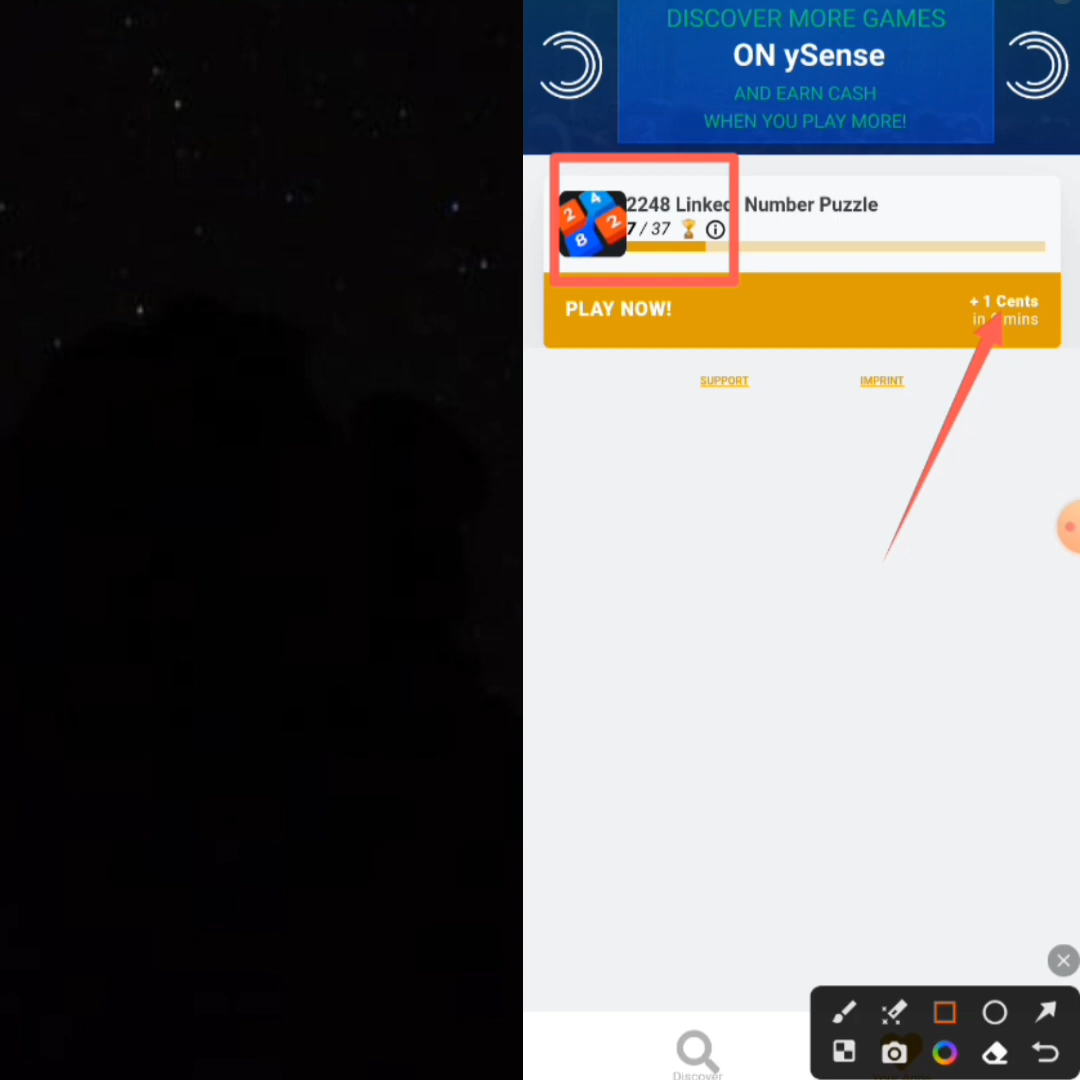 DISCOVER MORE GAMES
ON ySense
AND EARN CASH
WHEN YOU PLAY MORE!
2248 Linked Number Puzzle
7 / 37
PLAY NOW!
+ 1 Cents
in mins
SUPPORT
IMPRINT
Discover